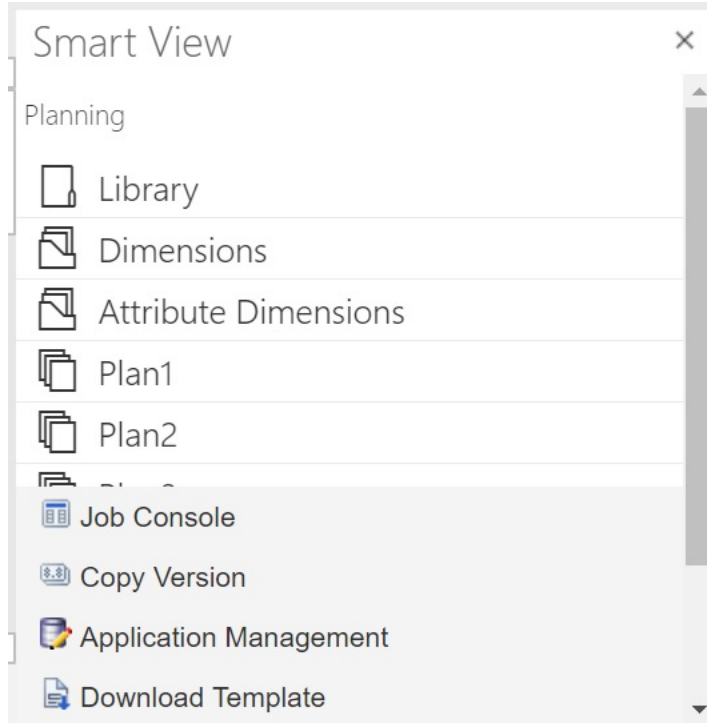 Smart View
Planning
Library
Dimensions
Attribute Dimensions
Plan1
Plan2
Job Console
Copy Version
Application Management
Download Template